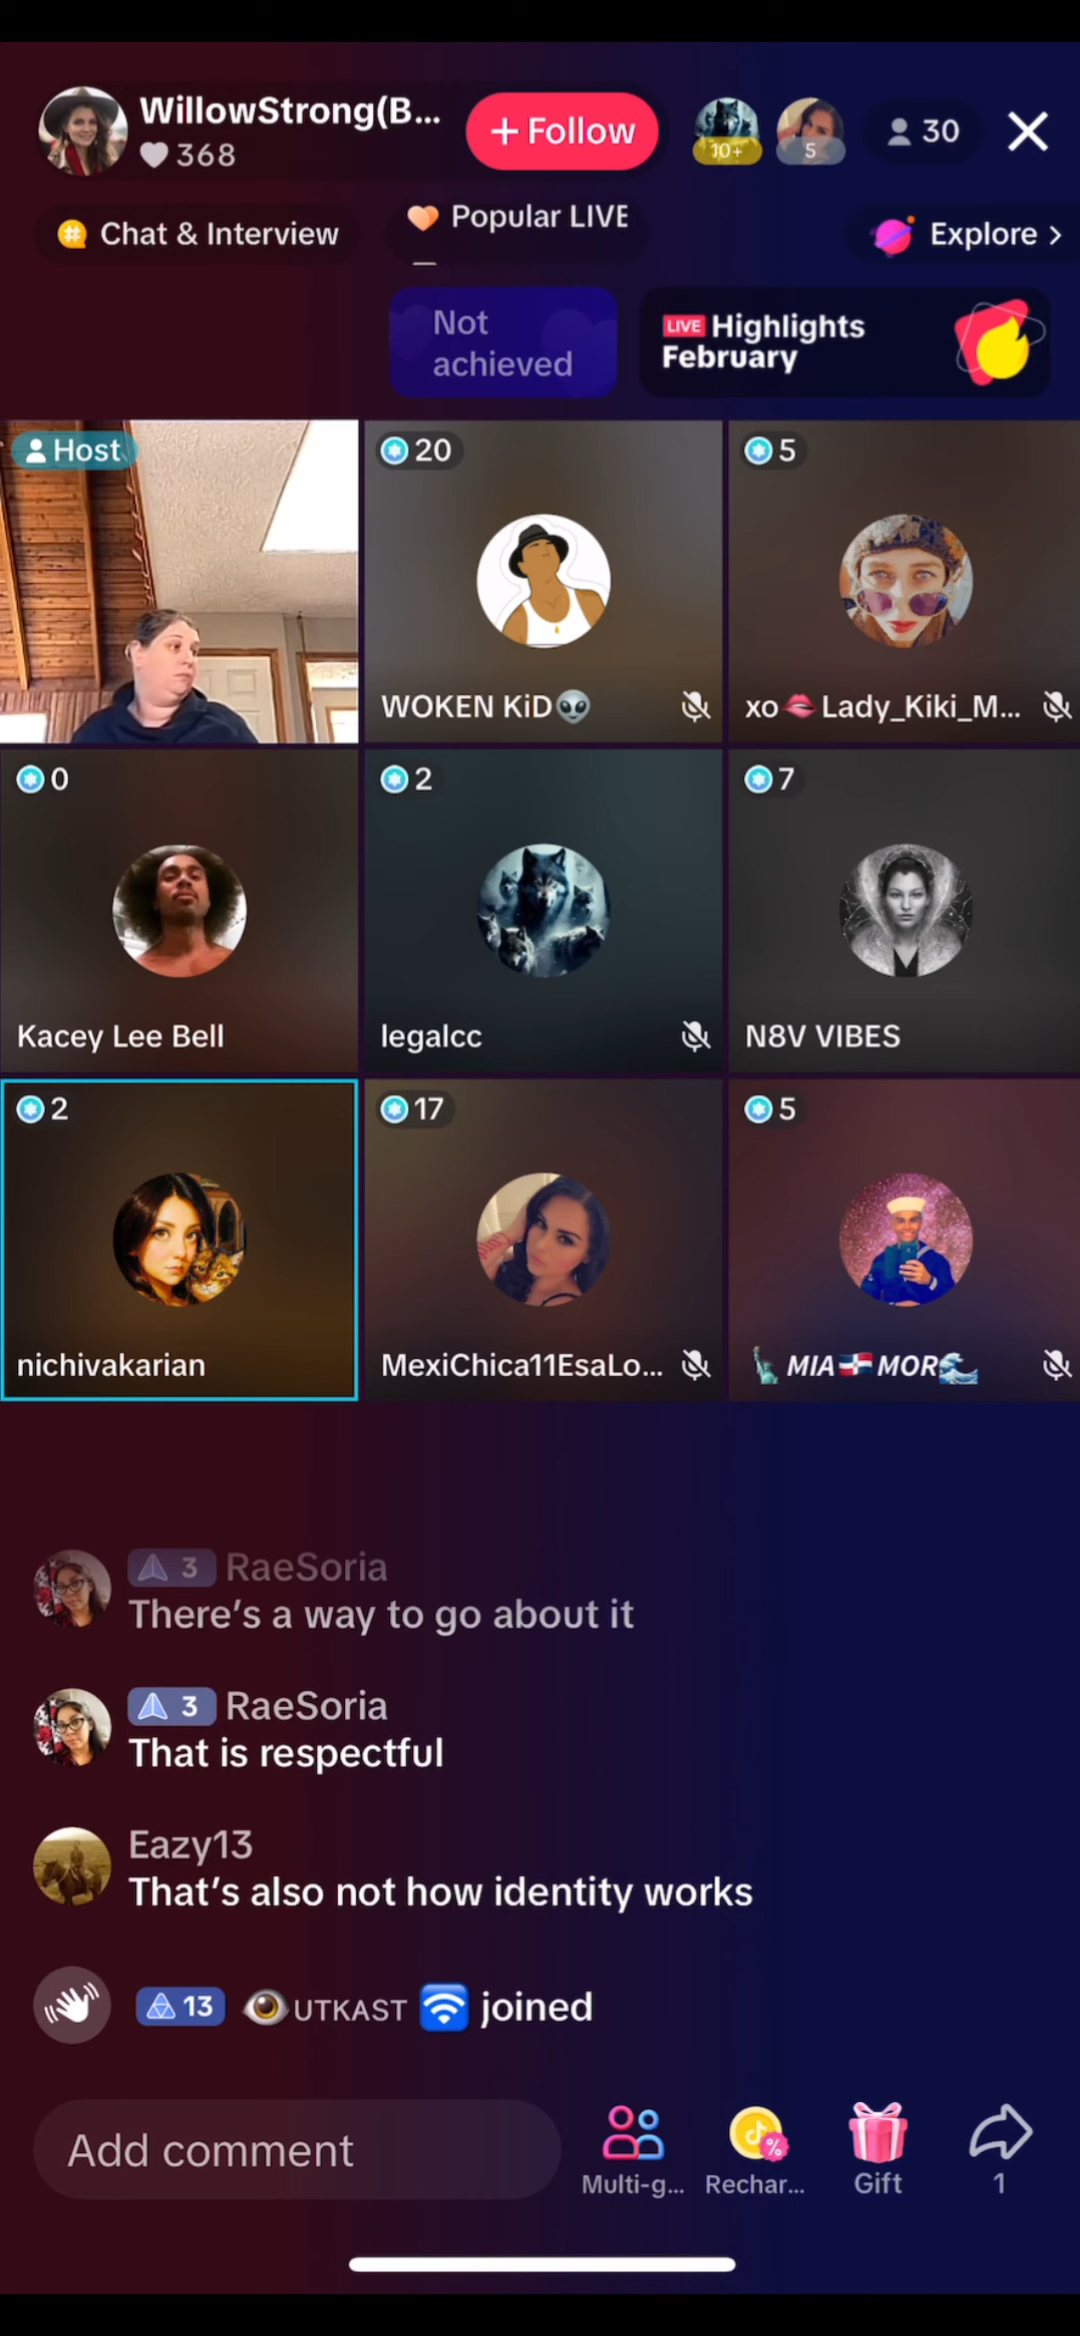 WillowStrong(B...
368
+ Follow
10+
5
30
Chat & Interview
Popular LIVE
Explore >
Not
achieved
LIVE Highlights
February
Host
20
5
WOKEN KiD👽
xo💋Lady_Kiki_M...
0
2
7
Kacey Lee Bell
legalcc
N8V VIBES
2
17
5
nichivakarian
MexiChica11EsaLo...
🗽MIA🇩🇴MOR🌊
3 RaeSoria
There's a way to go about it
3 RaeSoria
That is respectful
Eazy13
That's also not how identity works
13 👁️UTKAST 🛜 joined
Add comment
Multi-g...
Rechar...
Gift
1